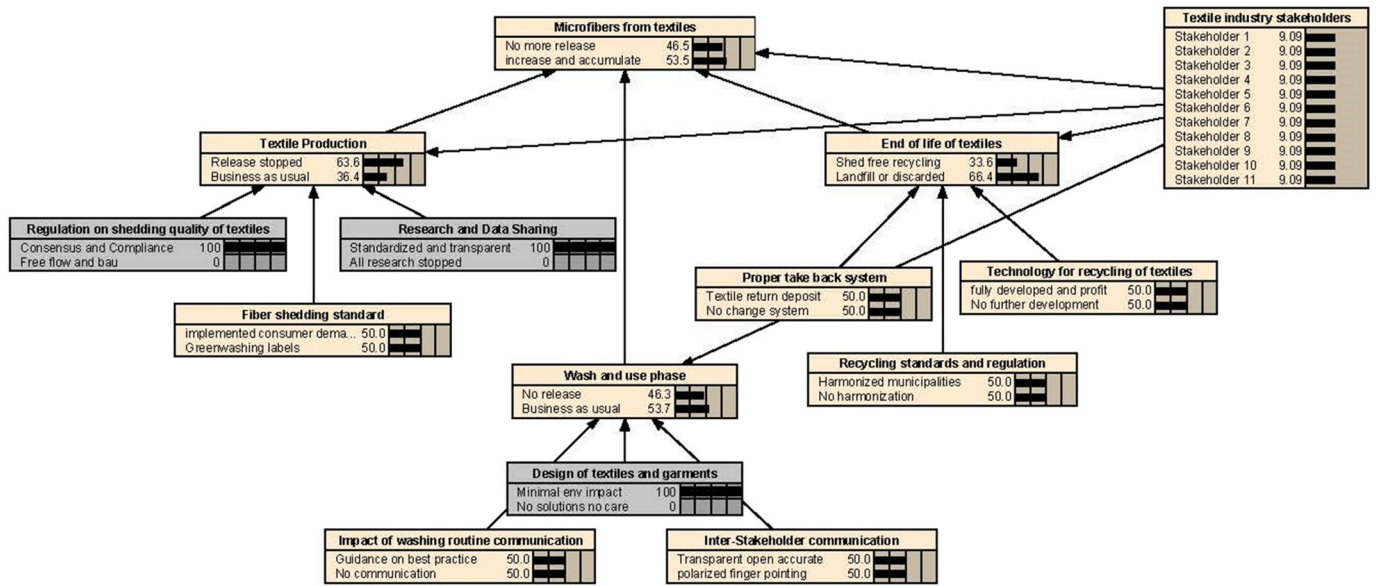 Microfibers from textiles
No more release 46.5
increase and accumulate 53.5
Textile industry stakeholders
Stakeholder 1 9.09
Stakeholder 2 9.09
Stakeholder 3 9.09
Stakeholder 4 9.09
Stakeholder 5 9.09
Stakeholder 6 9.09
Stakeholder 7 9.09
Stakeholder 8 9.09
Stakeholder 9 9.09
Stakeholder 10 9.09
Stakeholder 11 9.09
Textile Production
Release stopped 63.6
Business as usual 36.4
End of life of textiles
Shed free recycling 33.6
Landfill or discarded 66.4
Regulation on shedding quality of textiles
Consensus and Compliance 100
Free flow and bau 0
Research and Data Sharing
Standardized and transparent 100
All research stopped 0
Proper take back system
Textile return deposit 50.0
No change system 50.0
Technology for recycling of textiles
fully developed and profit 50.0
No further development 50.0
Fiber shedding standard
implemented consumer dema... 50.0
Greenwashing labels 50.0
Wash and use phase
No release 46.3
Business as usual 53.7
Recycling standards and regulation
Harmonized municipalities 50.0
No harmonization 50.0
Design of textiles and garments
Minimal env impact 100
No solutions no care 0
Impact of washing routine communication
Guidance on best practice 50.0
No communication 50.0
Inter-Stakeholder communication
Transparent open accurate 50.0
polarized finger pointing 50.0